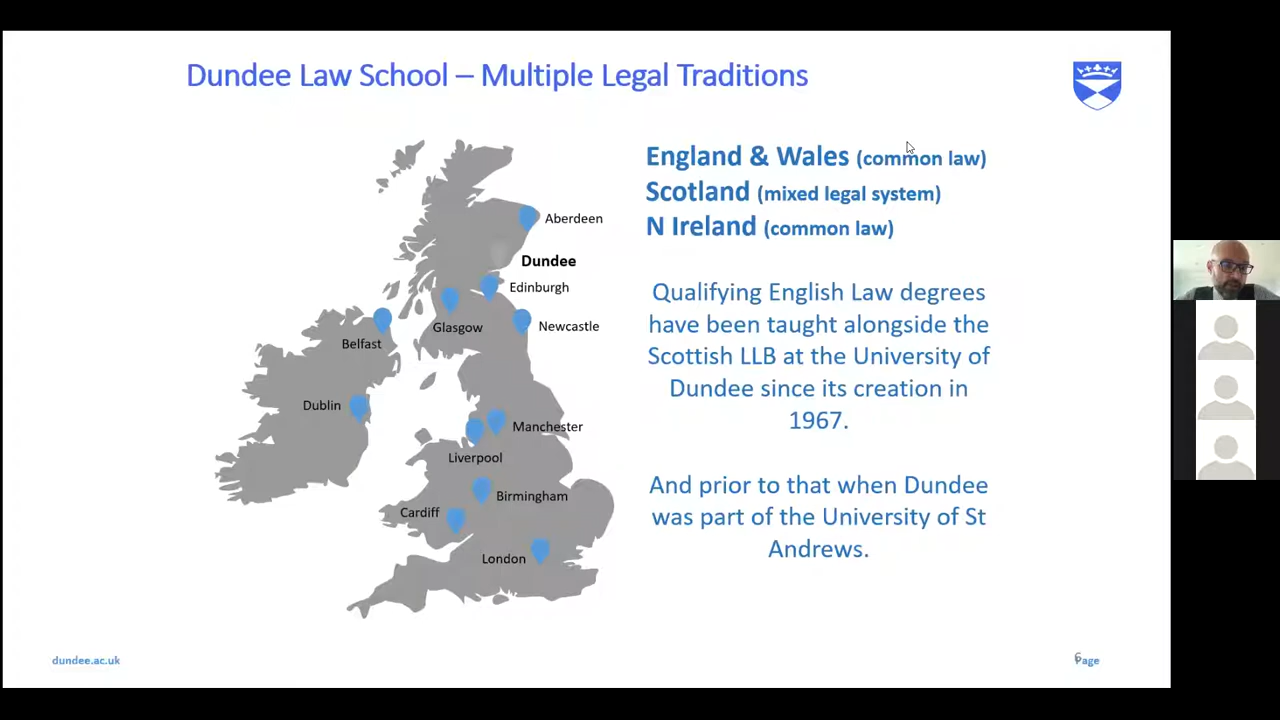 Dundee Law School – Multiple Legal Traditions
England & Wales (common law)
Scotland (mixed legal system)
N Ireland (common law)
Aberdeen
Dundee
Edinburgh
Glasgow
Newcastle
Belfast
Dublin
Manchester
Liverpool
Birmingham
Cardiff
London
Qualifying English Law degrees
have been taught alongside the
Scottish LLB at the University of
Dundee since its creation in
1967.
And prior to that when Dundee
was part of the University of St
Andrews.
dundee.ac.uk
Page
6